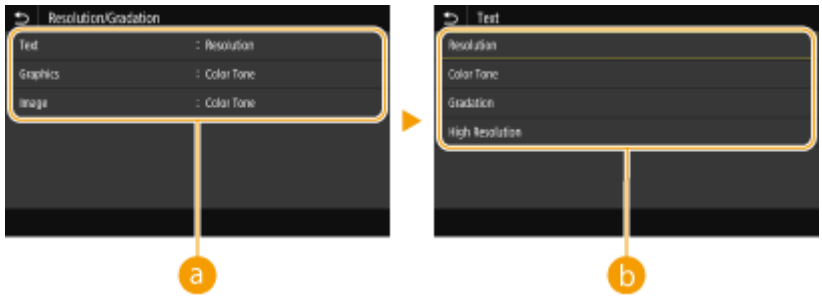 Resolution/Gradation
Text : Resolution
Graphics : Color Tone
Image : Color Tone
a
Text
Resolution
Color Tone
Gradation
High Resolution
b